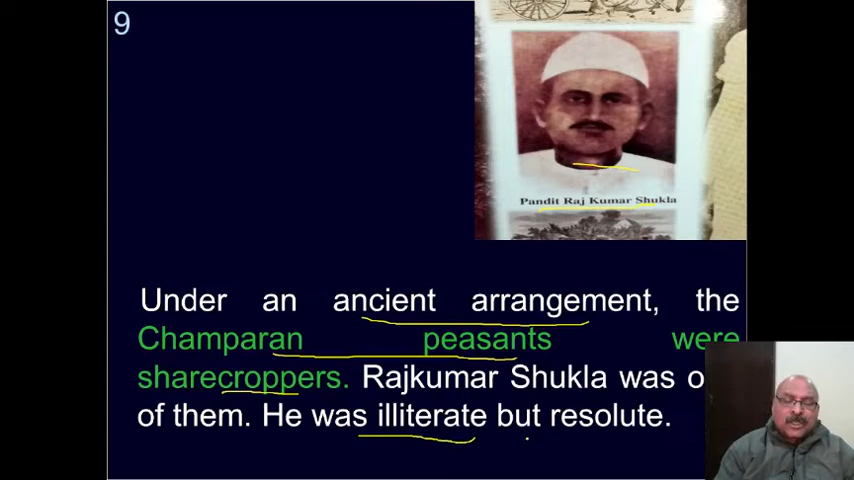 9
Pandit Raj Kumar Shukla
Under an ancient arrangement, the
Champaran peasants were
sharecroppers. Rajkumar Shukla was
of them. He was illiterate but resolute.